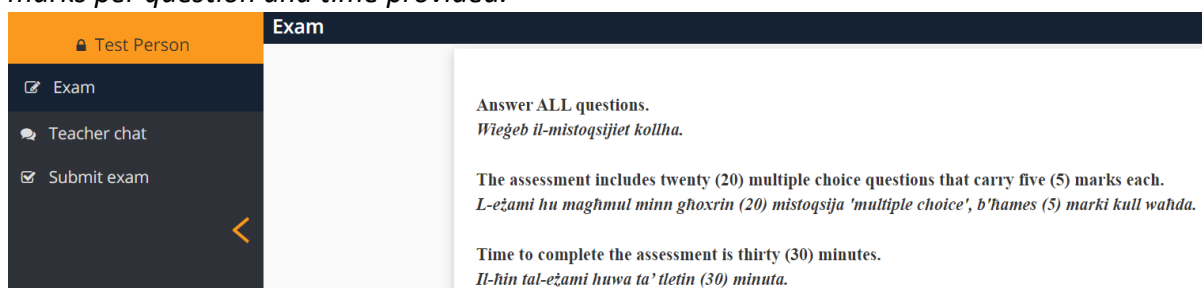 marks per question and time provided.
Test Person
Exam
Exam
Teacher chat
Submit exam
Answer ALL questions.
Wieġeb il-mistoqsijiet kollha.
The assessment includes twenty (20) multiple choice questions that carry five (5) marks each.
L-eżami hu magħmul minn għoxrin (20) mistoqsija 'multiple choice', b'ħames (5) marki kull waħda.
Time to complete the assessment is thirty (30) minutes.
Il-ħin tal-eżami huwa ta’ tletin (30) minuta.